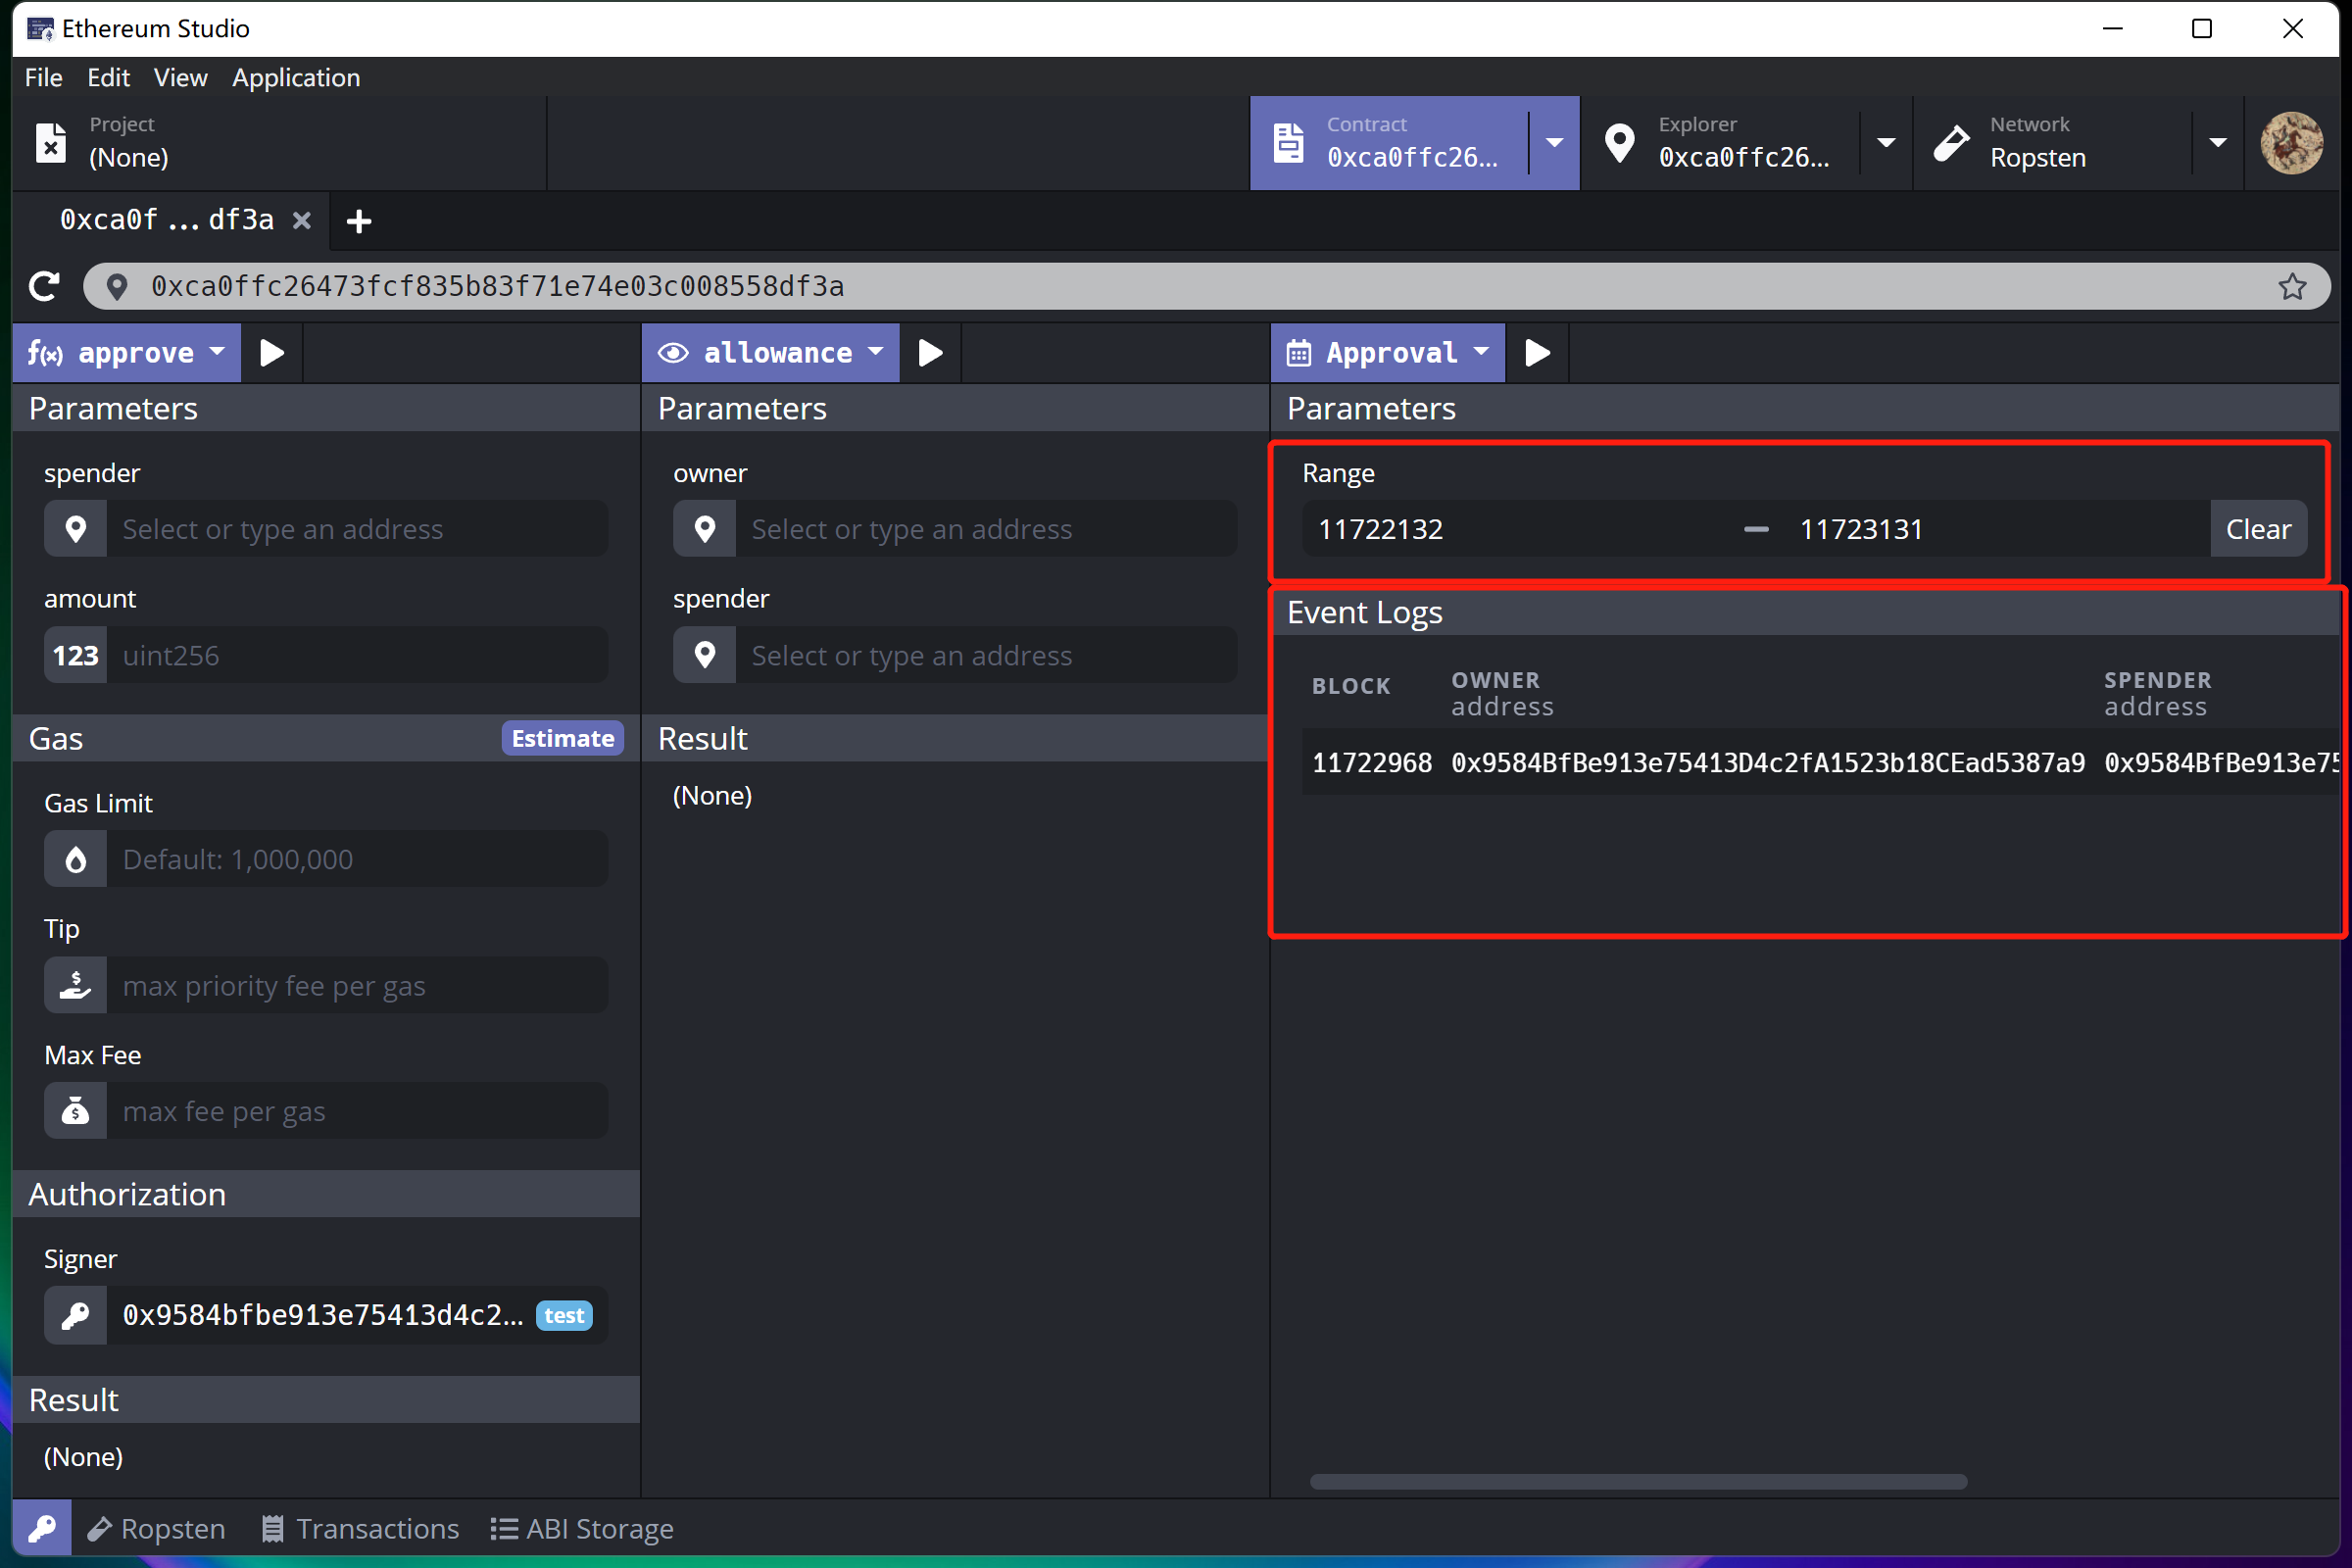 Ethereum Studio
File Edit View Application
Project
(None)
Contract
0xca0ffc26...
Explorer
0xca0ffc26...
Network
Ropsten
0xca0f ... df3a
0xca0ffc26473fcf835b83f71e74e03c008558df3a
f(x) approve
allowance
Approval
Parameters
spender
Select or type an address
amount
123 uint256
Gas
Estimate
Gas Limit
Default: 1,000,000
Tip
max priority fee per gas
Max Fee
max fee per gas
Authorization
Signer
0x9584bfbe913e75413d4c2... test
Result
(None)
Parameters
owner
Select or type an address
spender
Select or type an address
Result
(None)
Parameters
Range
11722132 – 11723131 Clear
Event Logs
BLOCK OWNER SPENDER
address address
11722968 0x9584BfBe913e75413D4c2fA1523b18CEad5387a9 0x9584BfBe913e75
Ropsten Transactions ABI Storage